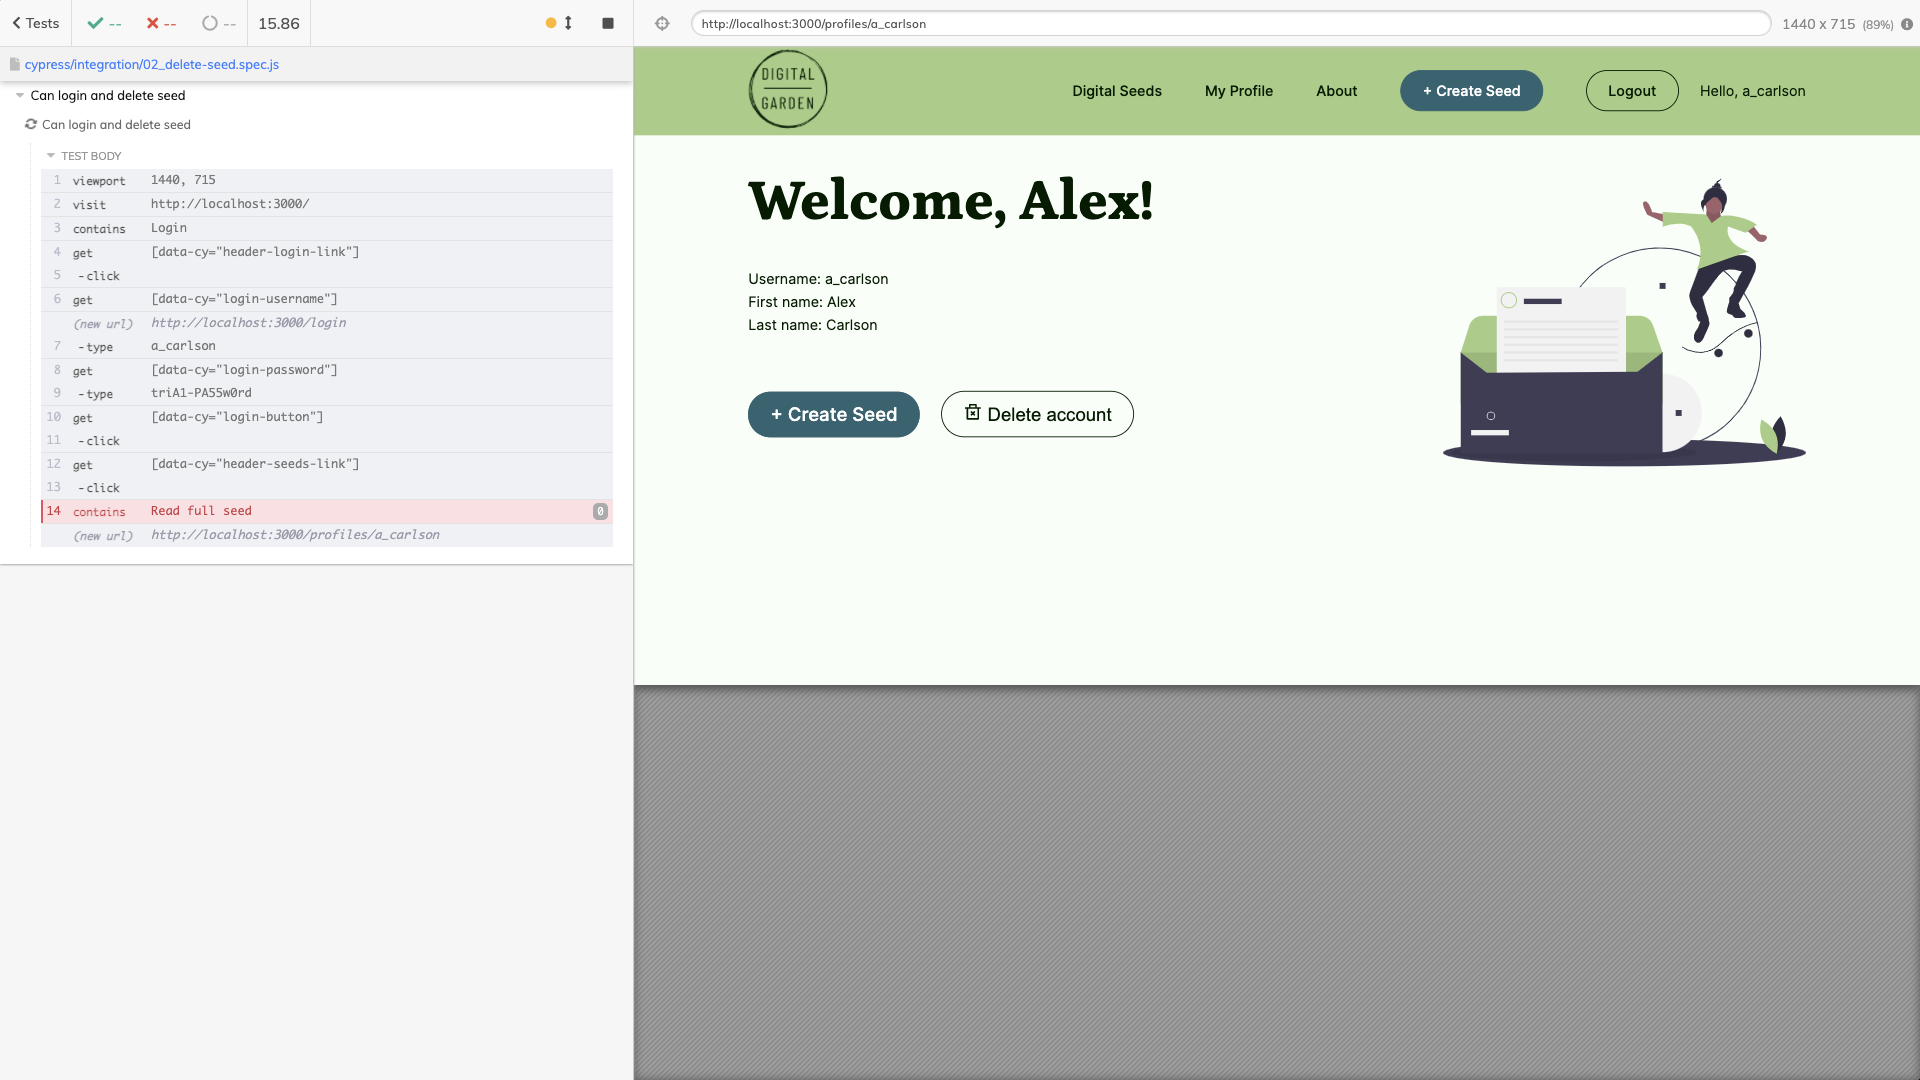 Tests
--
--
--
15.86
cypress/integration/02_delete-seed.spec.js
Can login and delete seed
Can login and delete seed
TEST BODY
1 viewport 1440, 715
2 visit http://localhost:3000/
3 contains Login
4 get [data-cy="header-login-link"]
5 -click
6 get [data-cy="login-username"]
(new url) http://localhost:3000/login
7 -type a_carlson
8 get [data-cy="login-password"]
9 -type triA1-PA55w0rd
10 get [data-cy="login-button"]
11 -click
12 get [data-cy="header-seeds-link"]
13 -click
14 contains Read full seed 0
(new url) http://localhost:3000/profiles/a_carlson
http://localhost:3000/profiles/a_carlson
1440 x 715 (89%)
DIGITAL
GARDEN
Digital Seeds My Profile About + Create Seed Logout Hello, a_carlson
Welcome, Alex!
Username: a_carlson
First name: Alex
Last name: Carlson
+ Create Seed Delete account